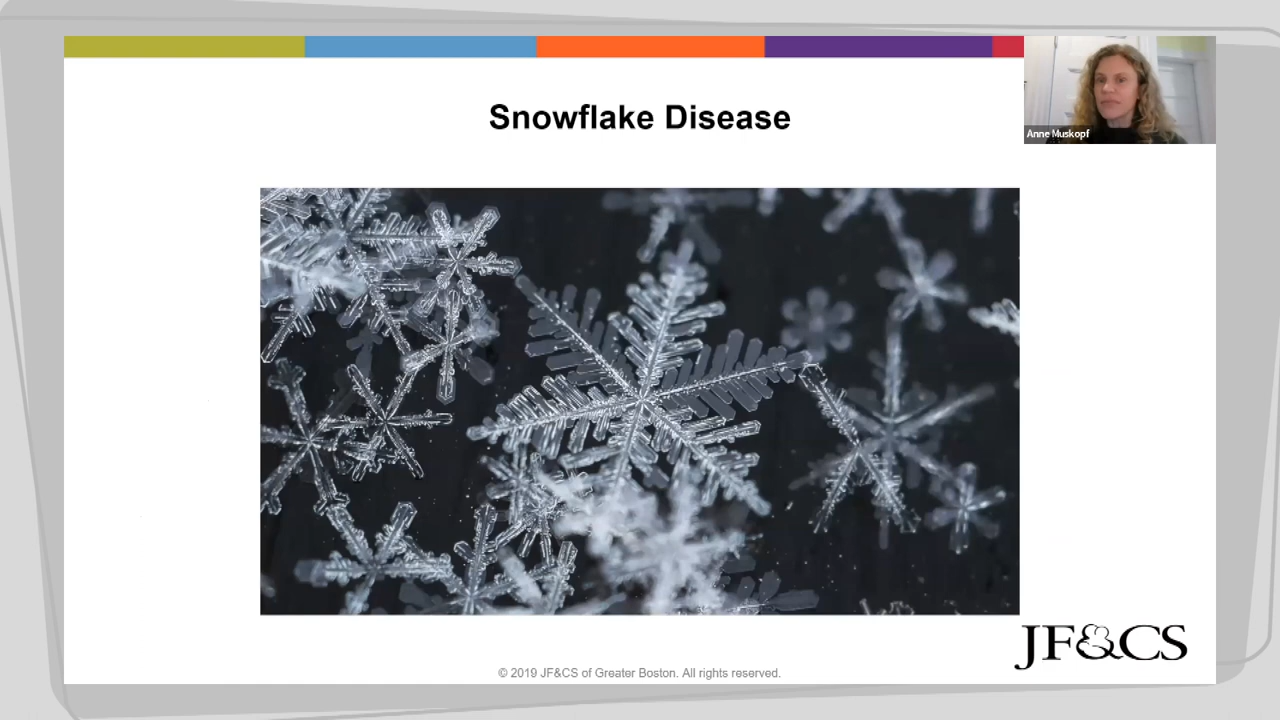 Snowflake Disease
Anne Muskopf
JF&CS
© 2019 JF&CS of Greater Boston. All rights reserved.